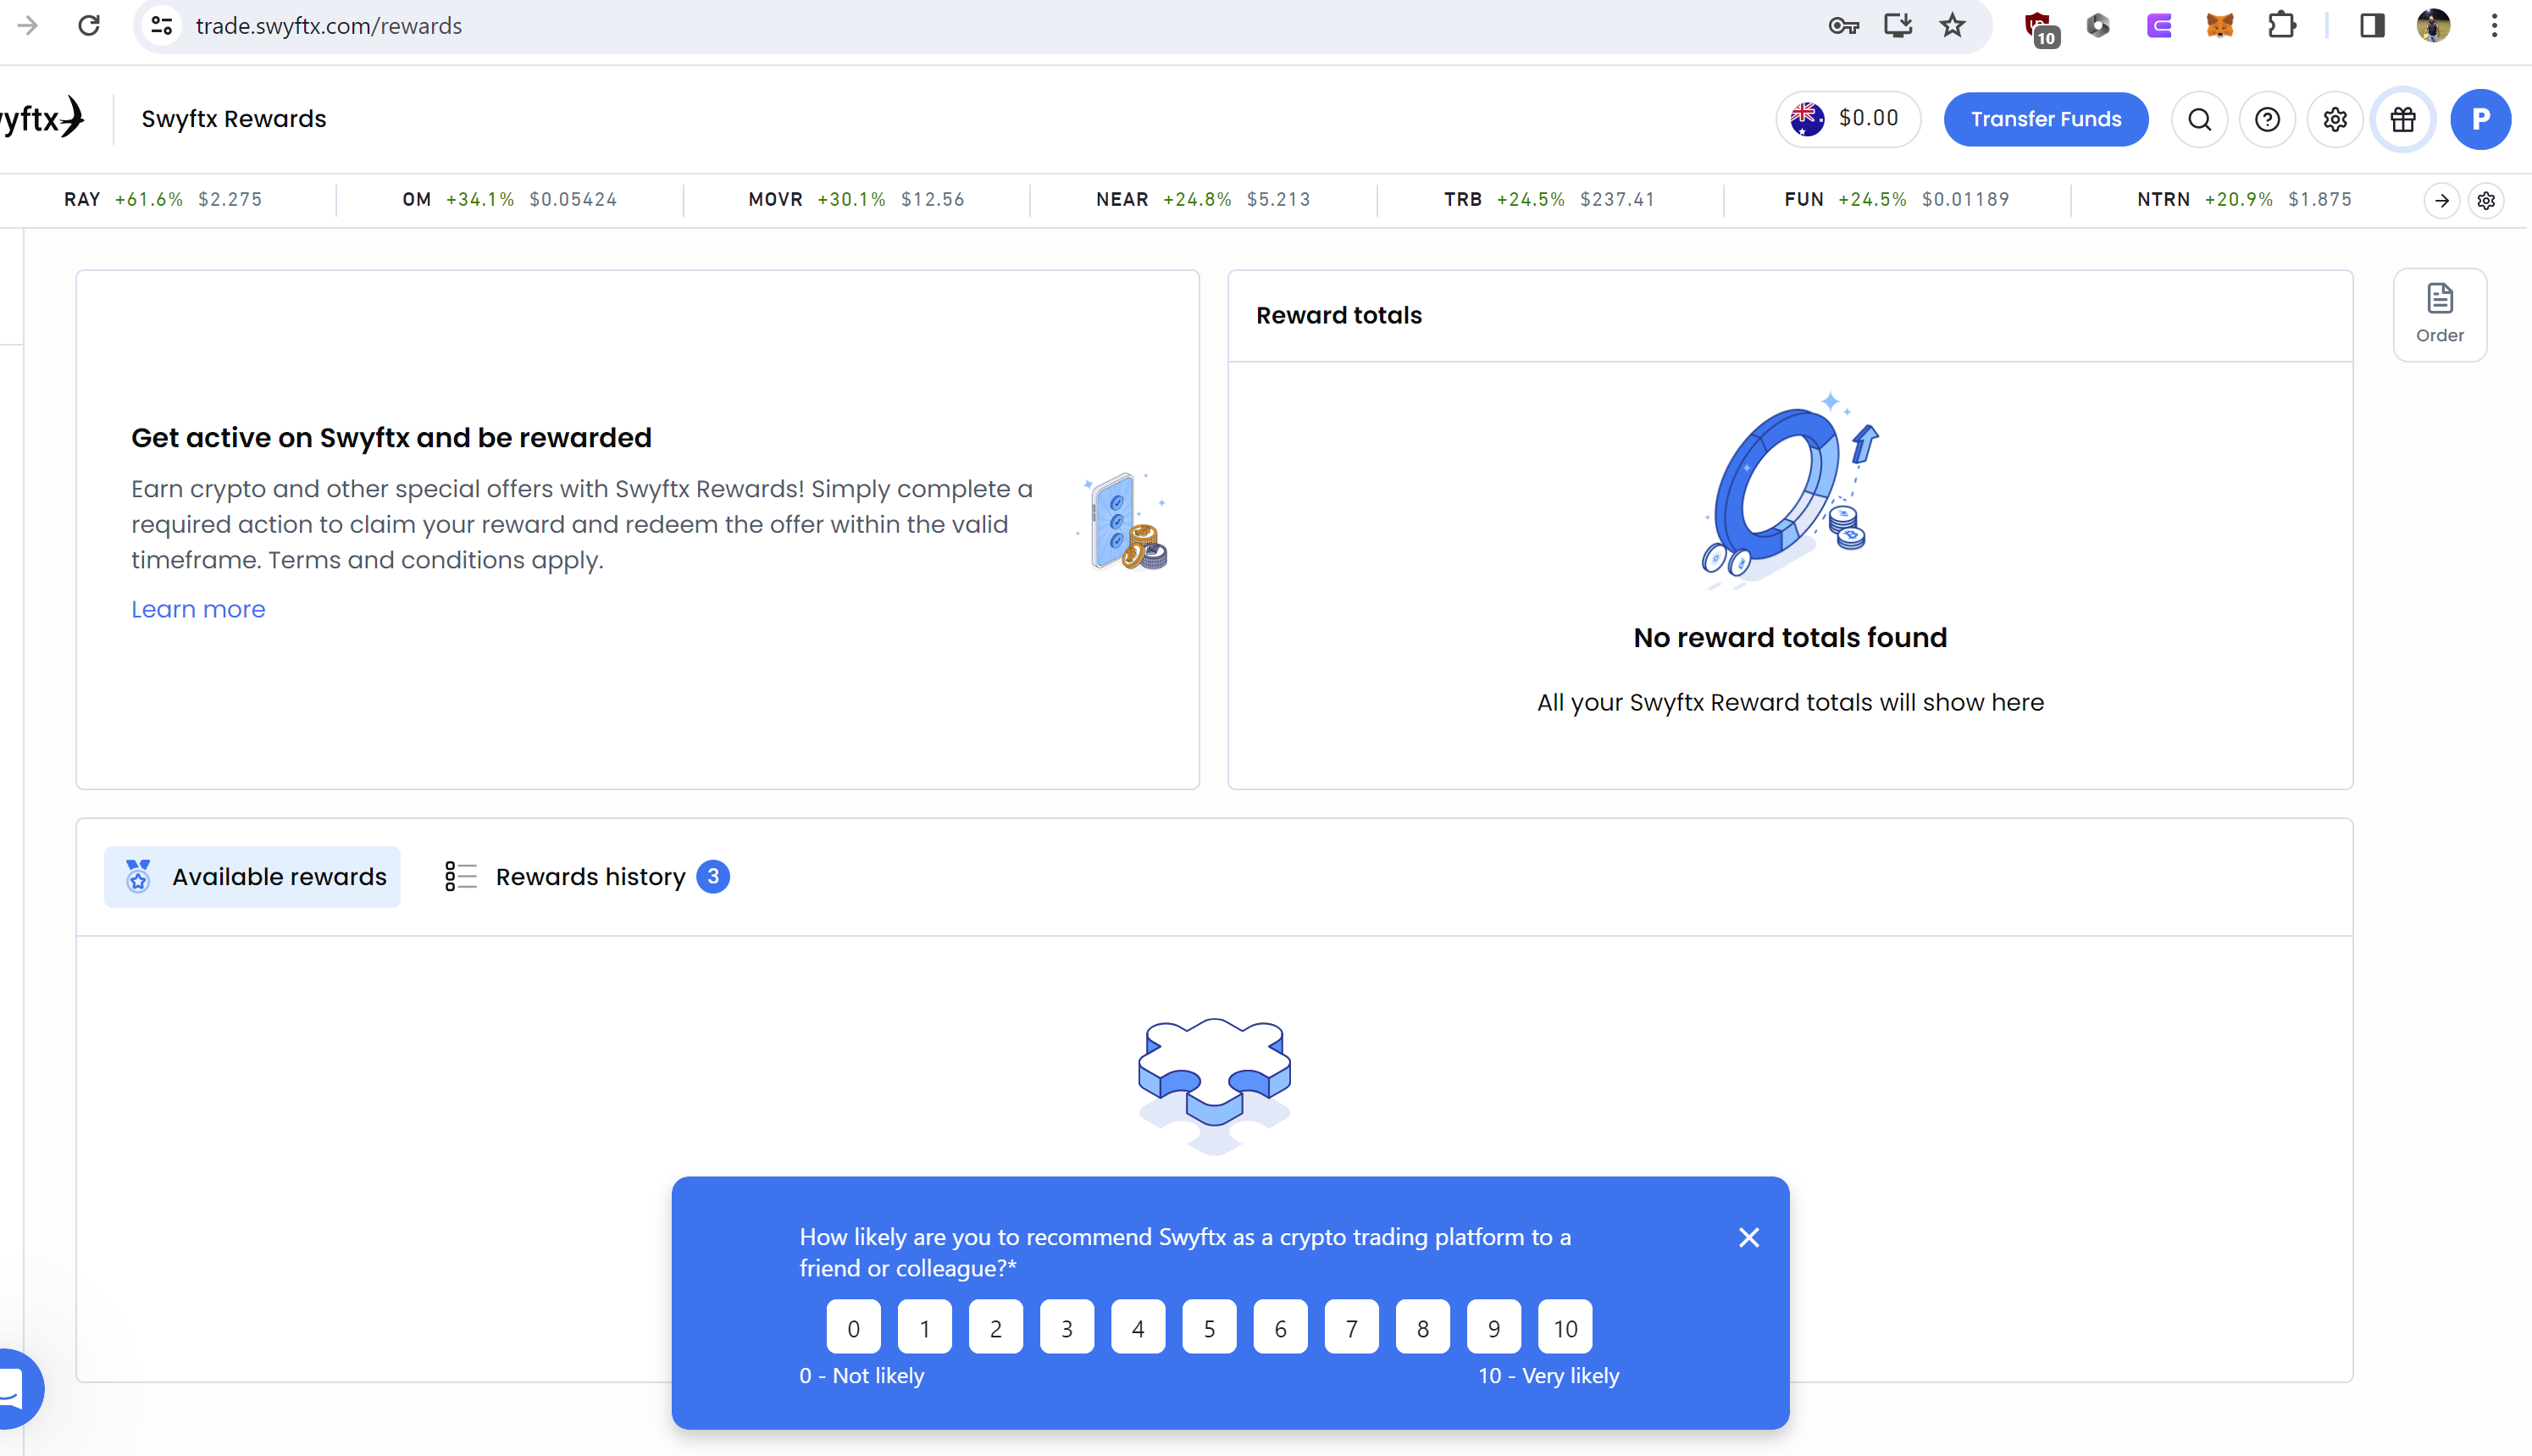 trade.swyftx.com/rewards
10
yftx
Swyftx Rewards
$0.00
Transfer Funds
P
RAY +61.6% $2.275
OM +34.1% $0.05424
MOVR +30.1% $12.56
NEAR +24.8% $5.213
TRB +24.5% $237.41
FUN +24.5% $0.01189
NTRN +20.9% $1.875
Get active on Swyftx and be rewarded
Earn crypto and other special offers with Swyftx Rewards! Simply complete a
required action to claim your reward and redeem the offer within the valid
timeframe. Terms and conditions apply.
Learn more
Reward totals
No reward totals found
All your Swyftx Reward totals will show here
Order
Available rewards
Rewards history 3
How likely are you to recommend Swyftx as a crypto trading platform to a
friend or colleague?*
0 1 2 3 4 5 6 7 8 9 10
0 - Not likely
10 - Very likely